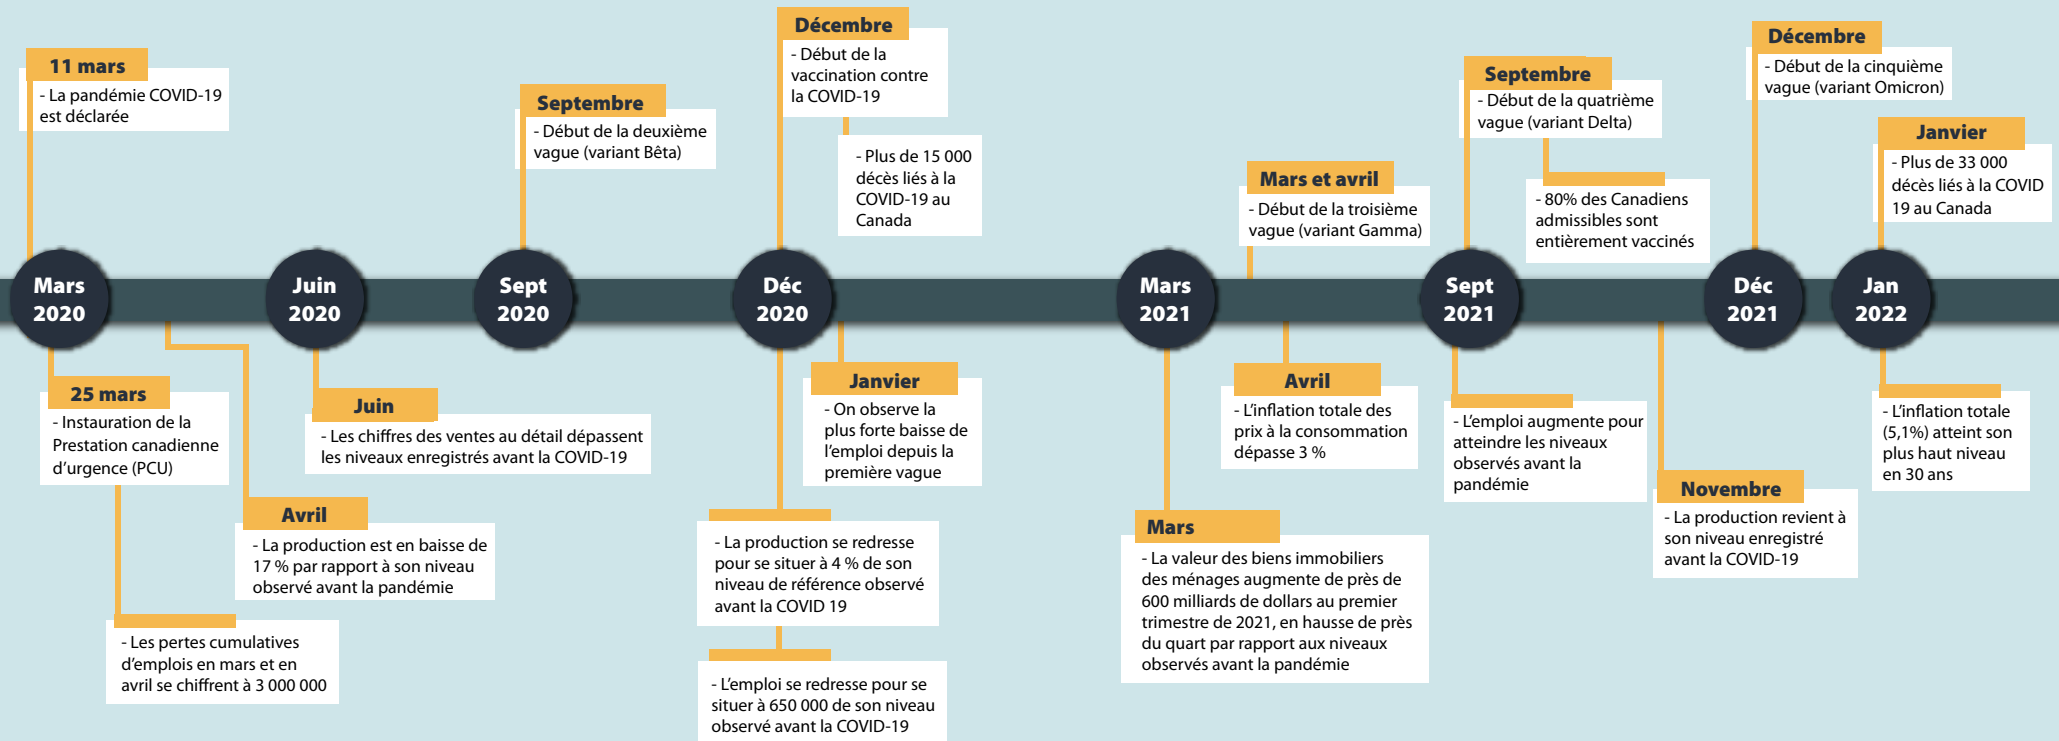 11 mars
- La pandémie COVID-19
est déclarée
Septembre
- Début de la deuxième
vague (variant Bêta)
Décembre
- Début de la
vaccination contre
la COVID-19
- Plus de 15 000
décès liés à la
COVID-19 au
Canada
Mars et avril
- Début de la troisième
vague (variant Gamma)
Septembre
- Début de la quatrième
vague (variant Delta)
- 80% des Canadiens
admissibles sont
entièrement vaccinés
Décembre
- Début de la cinquième
vague (variant Omicron)
Janvier
- Plus de 33 000
décès liés à la COVID
19 au Canada
Mars
2020
Juin
2020
Sept
2020
Déc
2020
Mars
2021
Sept
2021
Déc
2021
Jan
2022
25 mars
- Instauration de la
Prestation canadienne
d'urgence (PCU)
- Les pertes cumulatives
d'emplois en mars et en
avril se chiffrent à 3 000 000
Avril
- La production est en baisse de
17 % par rapport à son niveau
observé avant la pandémie
Juin
- Les chiffres des ventes au détail dépassent
les niveaux enregistrés avant la COVID-19
- La production se redresse
pour se situer à 4 % de son
niveau de référence observé
avant la COVID 19
- L'emploi se redresse pour se
situer à 650 000 de son niveau
observé avant la COVID-19
Janvier
- On observe la
plus forte baisse de
l'emploi depuis la
première vague
Mars
- La valeur des biens immobiliers
des ménages augmente de près de
600 milliards de dollars au premier
trimestre de 2021, en hausse de près
du quart par rapport aux niveaux
observés avant la pandémie
Avril
- L'inflation totale des
prix à la consommation
dépasse 3 %
- L'emploi augmente pour
atteindre les niveaux
observés avant la
pandémie
Novembre
- La production revient à
son niveau enregistré
avant la COVID-19
- L'inflation totale
(5,1%) atteint son
plus haut niveau
en 30 ans